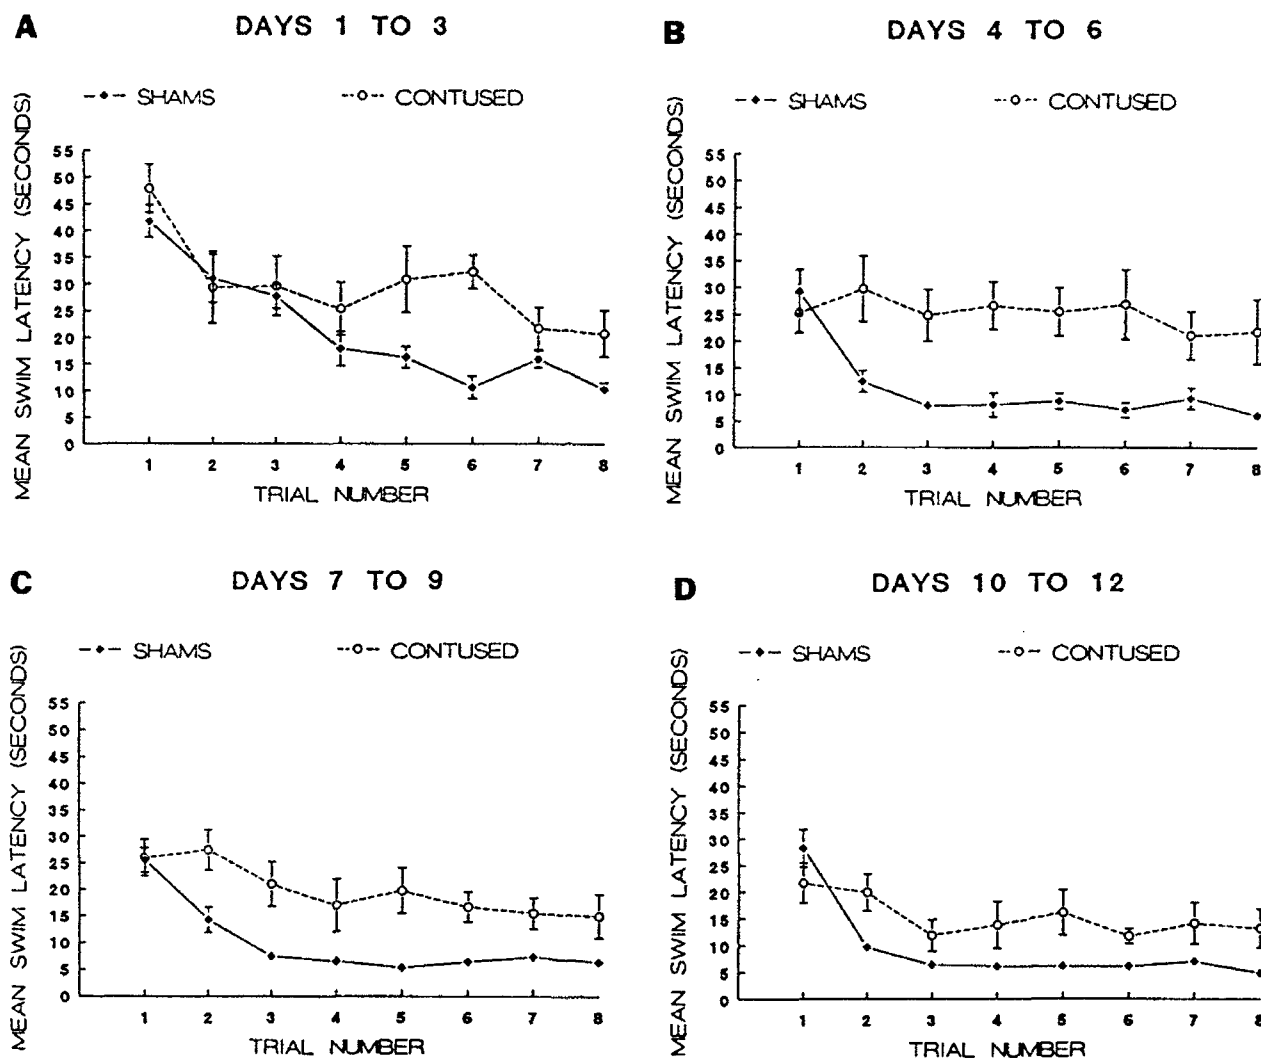 A
DAYS 1 TO 3
SHAMS
CONTUSED
MEAN SWIM LATENCY (SECONDS)
55
50
45
40
35
30
25
20
15
10
5
0
1 2 3 4 5 6 7 8
TRIAL NUMBER
B
DAYS 4 TO 6
SHAMS
CONTUSED
MEAN SWIM LATENCY (SECONDS)
55
50
45
40
35
30
25
20
15
10
5
0
1 2 3 4 5 6 7 8
TRIAL NUMBER
C
DAYS 7 TO 9
SHAMS
CONTUSED
MEAN SWIM LATENCY (SECONDS)
55
50
45
40
35
30
25
20
15
10
5
0
1 2 3 4 5 6 7 8
TRIAL NUMBER
D
DAYS 10 TO 12
SHAMS
CONTUSED
MEAN SWIM LATENCY (SECONDS)
55
50
45
40
35
30
25
20
15
10
5
0
1 2 3 4 5 6 7 8
TRIAL NUMBER